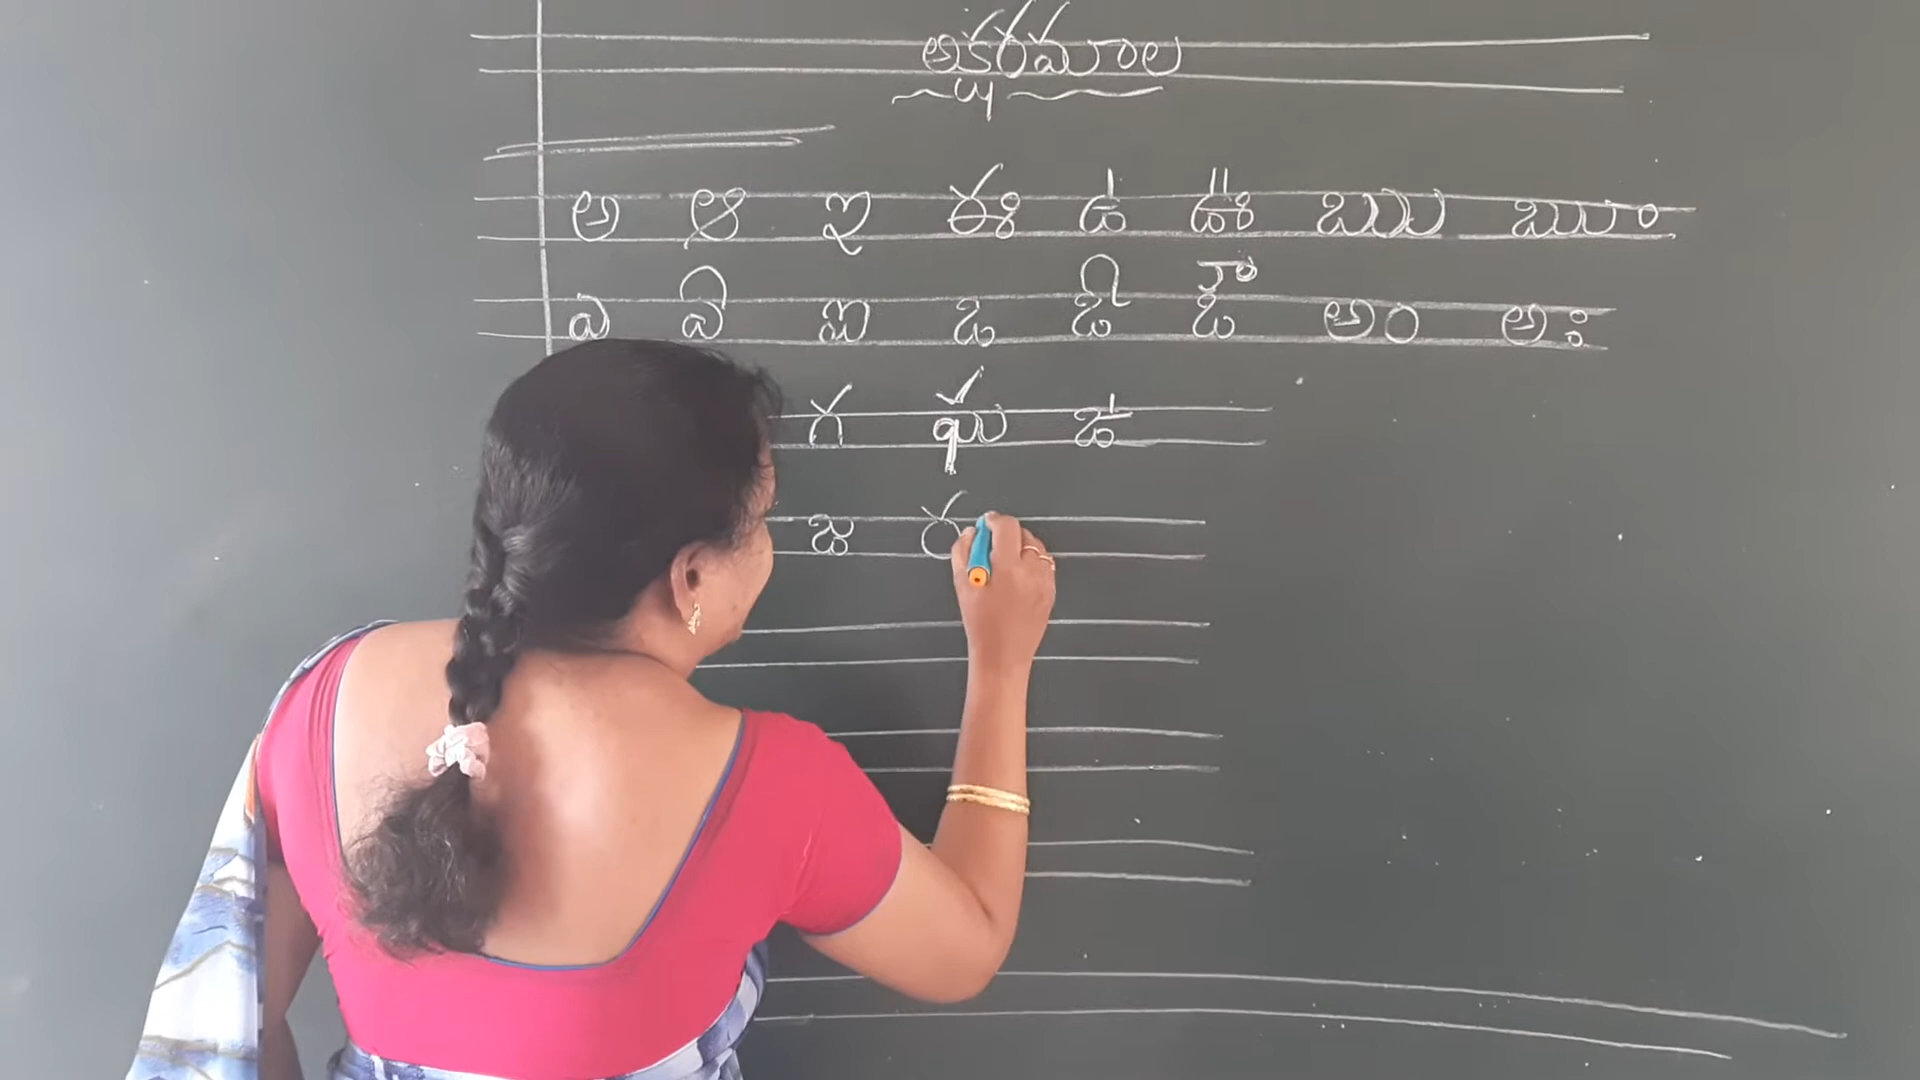 అక్షరమాల
అ ఆ ఇ ఈ ఉ ఊ ఋ ౠ
ఎ ఏ ఐ ఒ ఓ ఔ అం అః
గ ఘ ఙ
జ